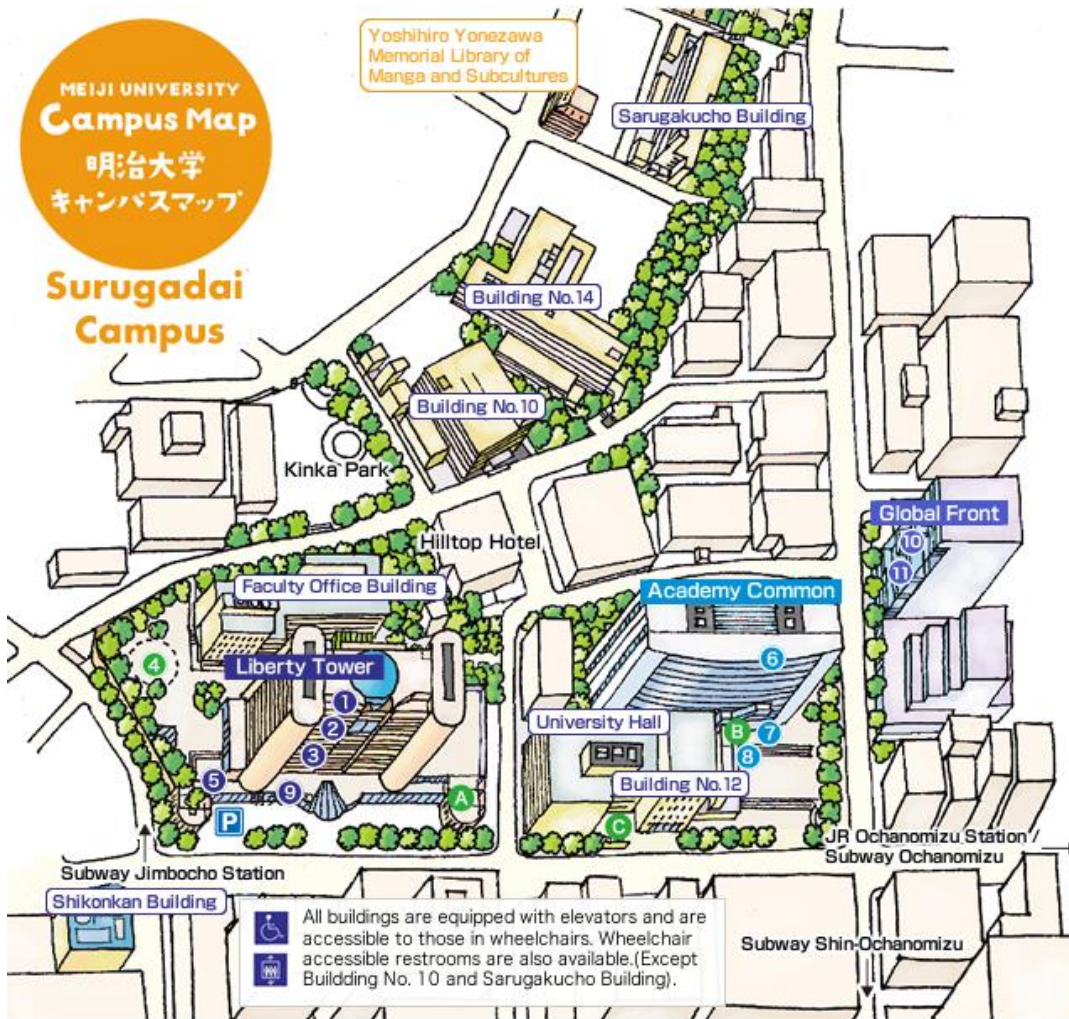 MEIJI UNIVERSITY
Campus Map
明治大学
キャンパスマップ
Surugadai
Campus
Yoshihiro Yonezawa
Memorial Library of
Manga and Subcultures
Sarugakucho Building
Building No.14
Building No.10
Kinka Park
Global Front
10
11
Hilltop Hotel
Faculty Office Building
Academy Common
Liberty Tower
4
6
1
2
3
University Hall
B
7
8
5
9
Building No.12
A
P
C
JR Ochanomizu Station /
Subway Ochanomizu
Subway Jimbocho Station
Shikonkan Building
All buildings are equipped with elevators and are
accessible to those in wheelchairs. Wheelchair
accessible restrooms are also available.(Except
Buildding No. 10 and Sarugakucho Building).
Subway Shin-Ochanomizu